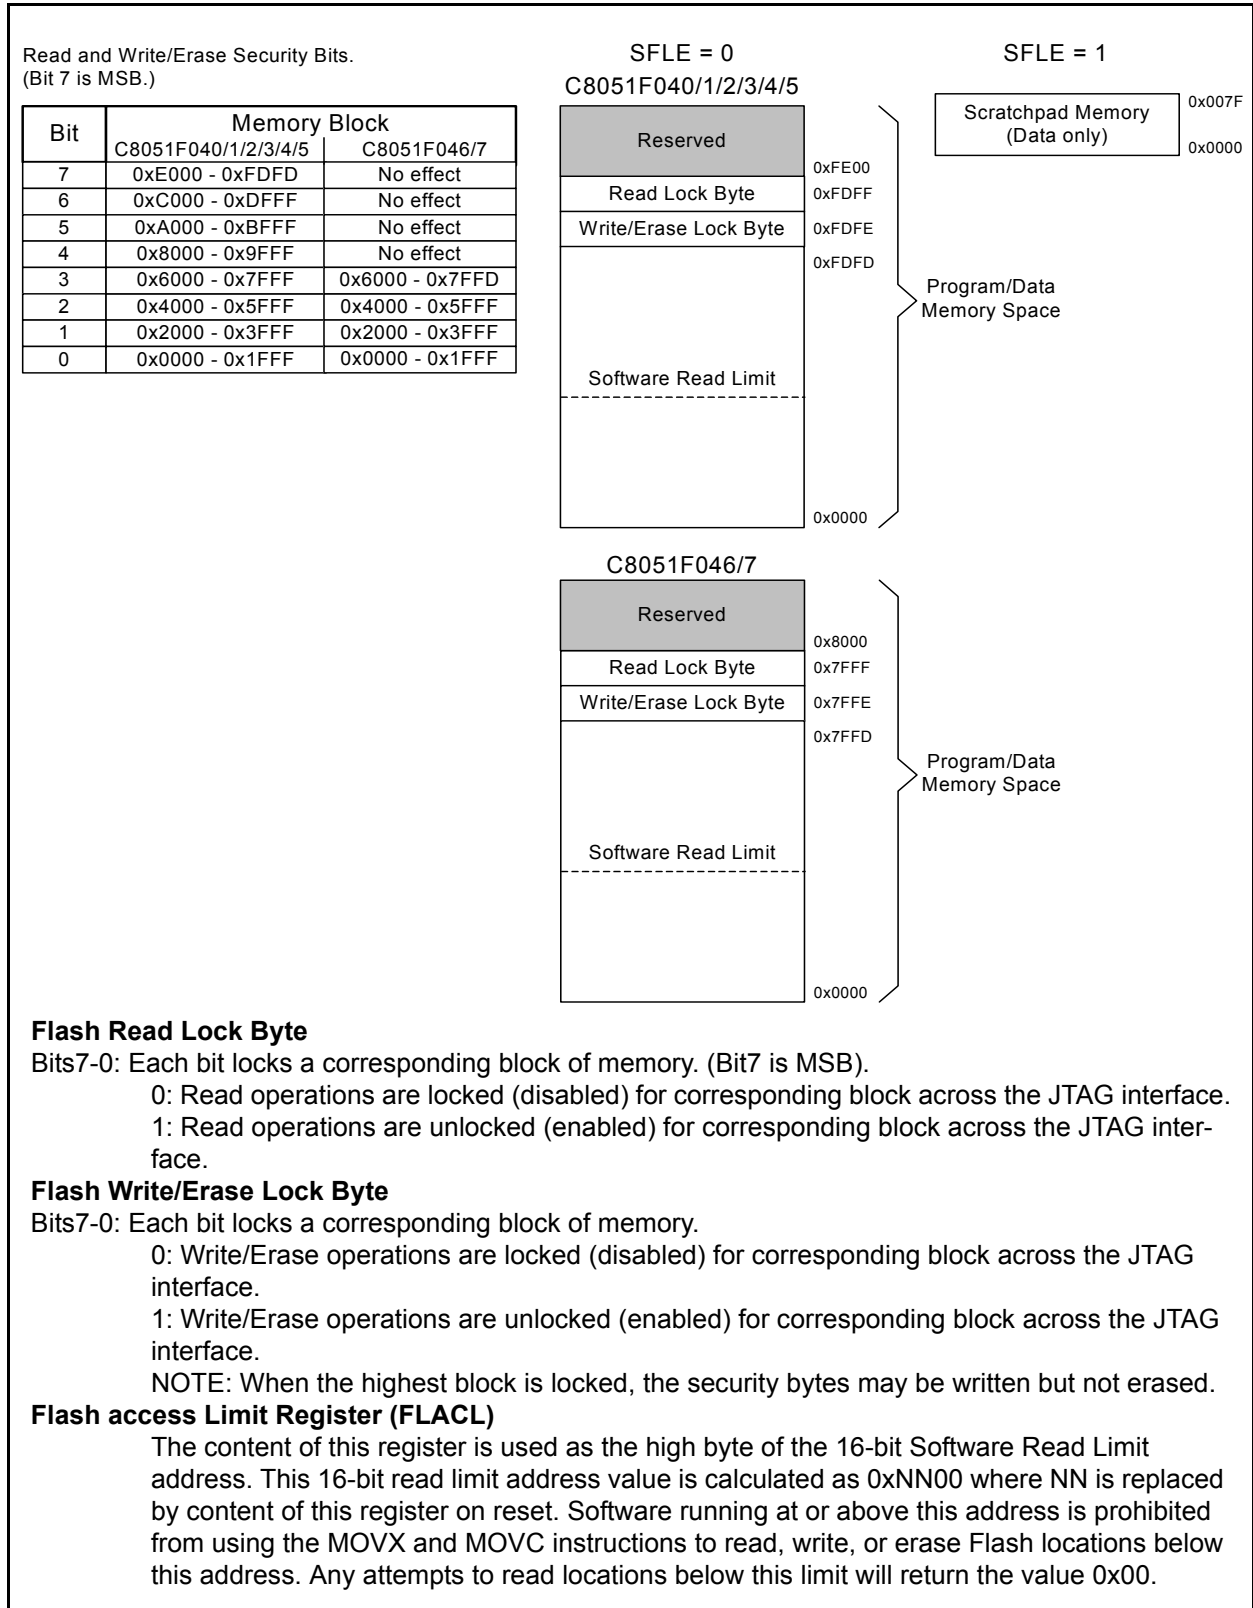 Read and Write/Erase Security Bits.
(Bit 7 is MSB.)
Bit Memory Block
C8051F040/1/2/3/4/5 C8051F046/7
7 0xE000 - 0xFDFD No effect
6 0xC000 - 0xDFFF No effect
5 0xA000 - 0xBFFF No effect
4 0x8000 - 0x9FFF No effect
3 0x6000 - 0x7FFF 0x6000 - 0x7FFD
2 0x4000 - 0x5FFF 0x4000 - 0x5FFF
1 0x2000 - 0x3FFF 0x2000 - 0x3FFF
0 0x0000 - 0x1FFF 0x0000 - 0x1FFF
SFLE = 0
C8051F040/1/2/3/4/5
Reserved
0xFE00
Read Lock Byte 0xFDFF
Write/Erase Lock Byte 0xFDFE
0xFDFD
Software Read Limit
0x0000
Program/Data
Memory Space
SFLE = 1
Scratchpad Memory
(Data only)
0x007F
0x0000
C8051F046/7
Reserved
0x8000
Read Lock Byte 0x7FFF
Write/Erase Lock Byte 0x7FFE
0x7FFD
Software Read Limit
0x0000
Program/Data
Memory Space
Flash Read Lock Byte
Bits7-0: Each bit locks a corresponding block of memory. (Bit7 is MSB).
0: Read operations are locked (disabled) for corresponding block across the JTAG interface.
1: Read operations are unlocked (enabled) for corresponding block across the JTAG inter-
face.
Flash Write/Erase Lock Byte
Bits7-0: Each bit locks a corresponding block of memory.
0: Write/Erase operations are locked (disabled) for corresponding block across the JTAG
interface.
1: Write/Erase operations are unlocked (enabled) for corresponding block across the JTAG
interface.
NOTE: When the highest block is locked, the security bytes may be written but not erased.
Flash access Limit Register (FLACL)
The content of this register is used as the high byte of the 16-bit Software Read Limit
address. This 16-bit read limit address value is calculated as 0xNN00 where NN is replaced
by content of this register on reset. Software running at or above this address is prohibited
from using the MOVX and MOVC instructions to read, write, or erase Flash locations below
this address. Any attempts to read locations below this limit will return the value 0x00.